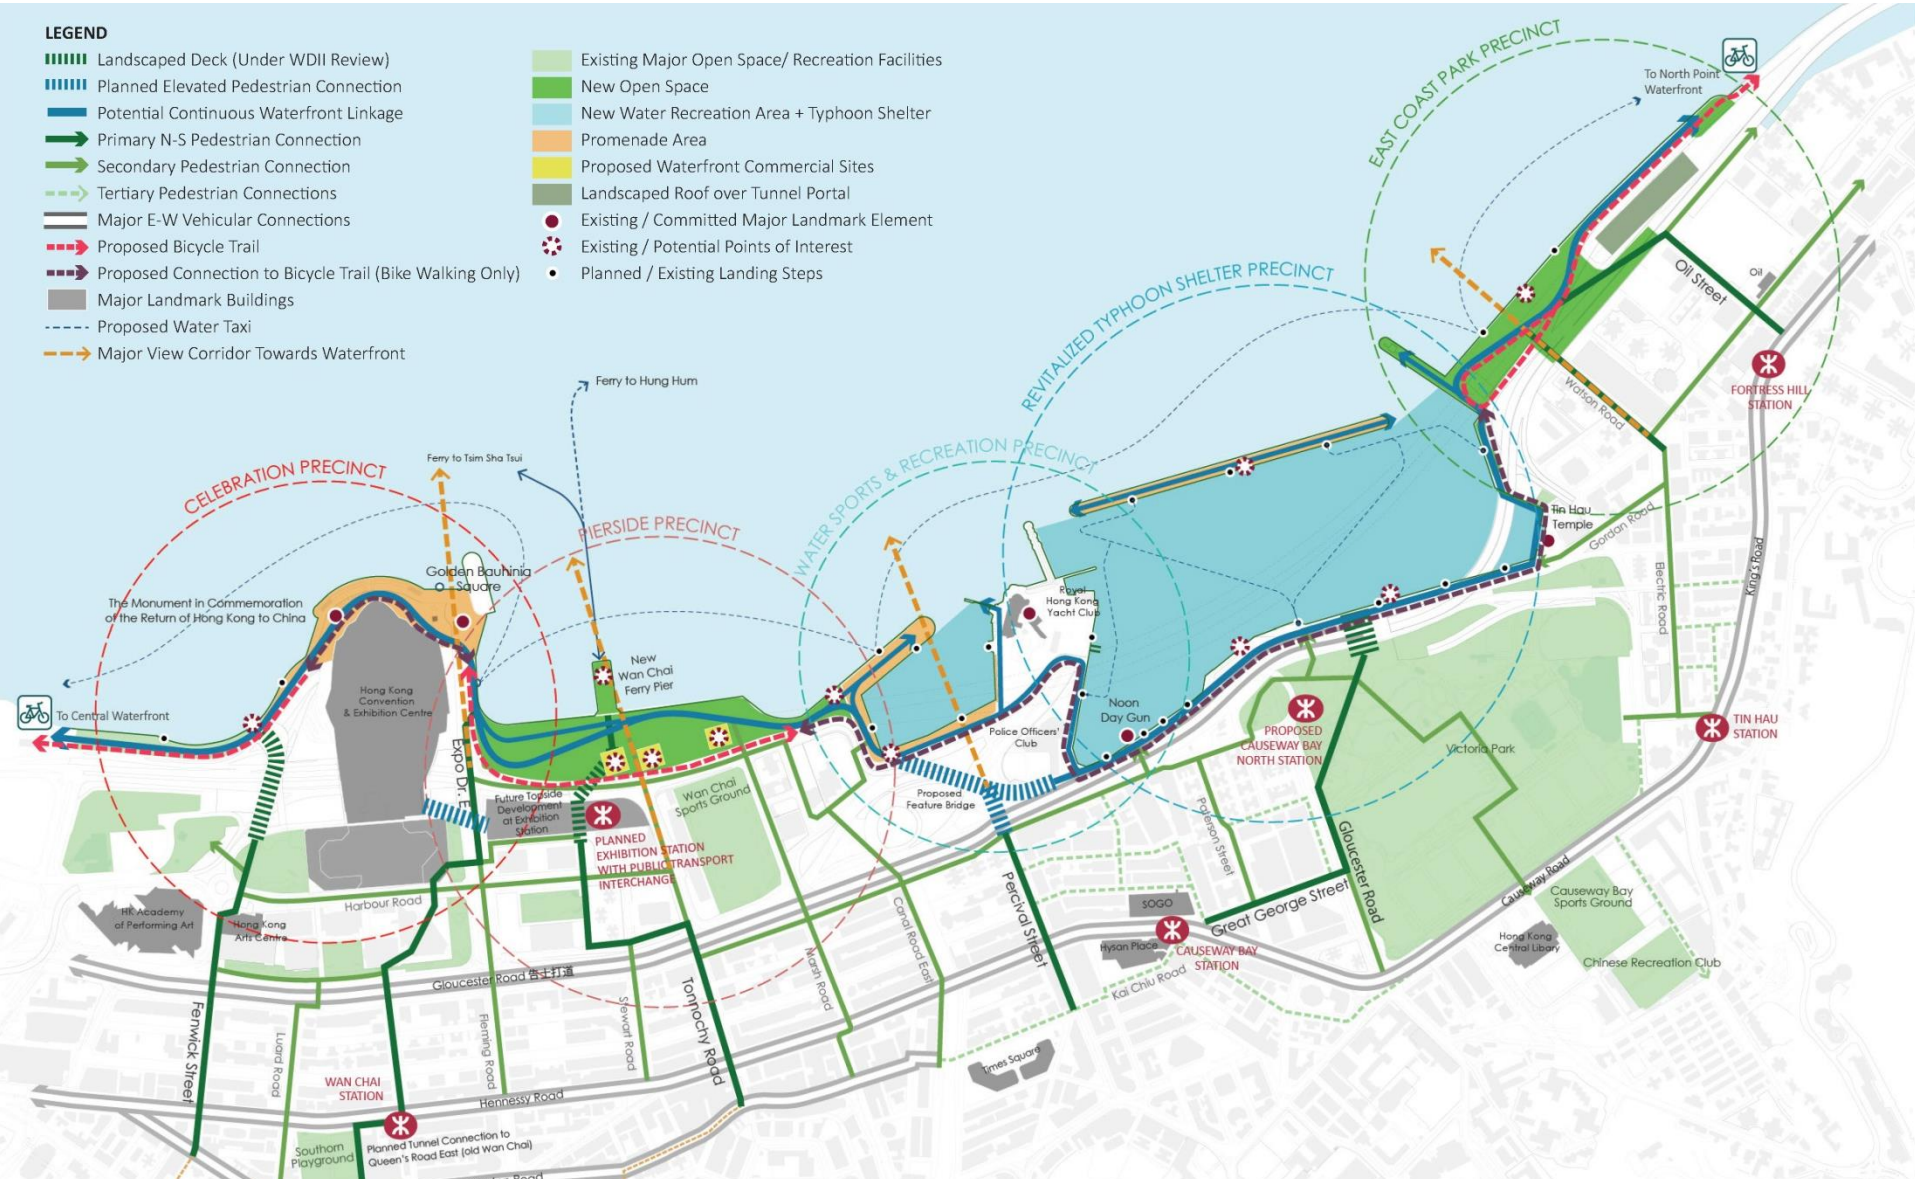 LEGEND
Landscaped Deck (Under WDII Review)
Planned Elevated Pedestrian Connection
Potential Continuous Waterfront Linkage
Primary N-S Pedestrian Connection
Secondary Pedestrian Connection
Tertiary Pedestrian Connections
Major E-W Vehicular Connections
Proposed Bicycle Trail
Proposed Connection to Bicycle Trail (Bike Walking Only)
Major Landmark Buildings
Proposed Water Taxi
Major View Corridor Towards Waterfront
Existing Major Open Space/ Recreation Facilities
New Open Space
New Water Recreation Area + Typhoon Shelter
Promenade Area
Proposed Waterfront Commercial Sites
Landscaped Roof over Tunnel Portal
Existing / Committed Major Landmark Element
Existing / Potential Points of Interest
Planned / Existing Landing Steps
EAST COAST PARK PRECINCT
To North Point
Waterfront
REVITALIZED TYPHOON SHELTER PRECINCT
Oil Street
Oil
FORTRESS HILL
STATION
Watson Road
Ferry to Hung Hum
Ferry to Tsim Sha Tsui
CELEBRATION PRECINCT
PIERSIDE PRECINCT
WATER SPORTS & RECREATION PRECINCT
Tin Hau
Temple
Gordan Road
King's Road
Bectric Road
Golden Bauhinia
Square
The Monument in Commemoration
of the Return of Hong Kong to China
Royal
Hong Kong
Yacht Club
New
Wan Chai
Ferry Pier
Hong Kong
Convention
& Exhibition Centre
To Central Waterfront
Noon
Day Gun
Police Officers'
Club
PROPOSED
CAUSEWAY BAY
NORTH STATION
Victoria Park
TIN HAU
STATION
Expo Dr. E
Future Topside
Development
at Exhibition
Station
Wan Chai
Sports Ground
Proposed
Feature Bridge
PLANNED
EXHIBITION STATION
WITH PUBLIC TRANSPORT
INTERCHANGE
Paterson Street
Gloucester Road
Great George Street
Causeway Road
Causeway Bay
Sports Ground
Harbour Road
HK Academy
of Performing Art
Hong Kong
Arts Centre
Percival Street
Canal Road East
SOGO
Hysan Place
CAUSEWAY BAY
STATION
Kai Chiu Road
Hong Kong
Central Libary
Chinese Recreation Club
Gloucester Road 告士打道
Marsh Road
Tonnochy Road
Stewart Road
Fleming Road
Luard Road
Fenwick Street
Times Square
WAN CHAI
STATION
Hennessy Road
Southorn
Playground
Planned Tunnel Connection to
Queen's Road East (old Wan Chai)
Road